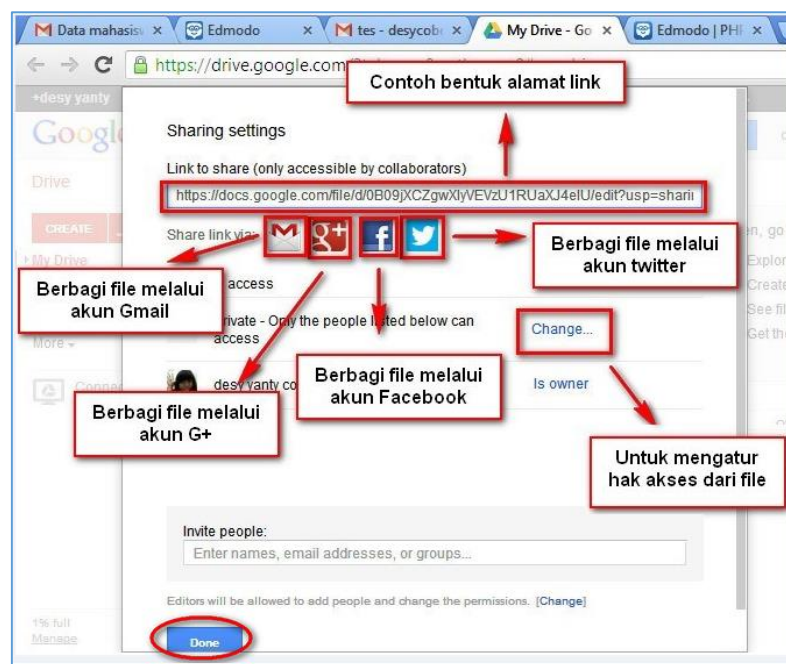 Data mahasis
Edmodo
tes - desycob
My Drive - Go
Edmodo | PH
https://drive.google.com
Contoh bentuk alamat link
+desy yanty
Google
Sharing settings
Link to share (only accessible by collaborators)
Drive
https://docs.google.com/file/d/0B09jXCZgwXlyVEVzU1RUaXJ4elU/edit?usp=sharin
CREATE
Share link via:
Berbagi file melalui
akun twitter
My Drive
Berbagi file melalui
akun Gmail
access
Private - Only the people listed below can
access
Change...
More
desy yanty co
Is owner
Berbagi file melalui
akun Facebook
Connec
Berbagi file melalui
akun G+
Untuk mengatur
hak akses dari file
Invite people:
Enter names, email addresses, or groups...
Editors will be allowed to add people and change the permissions. [Change]
1% full
Manage
Done